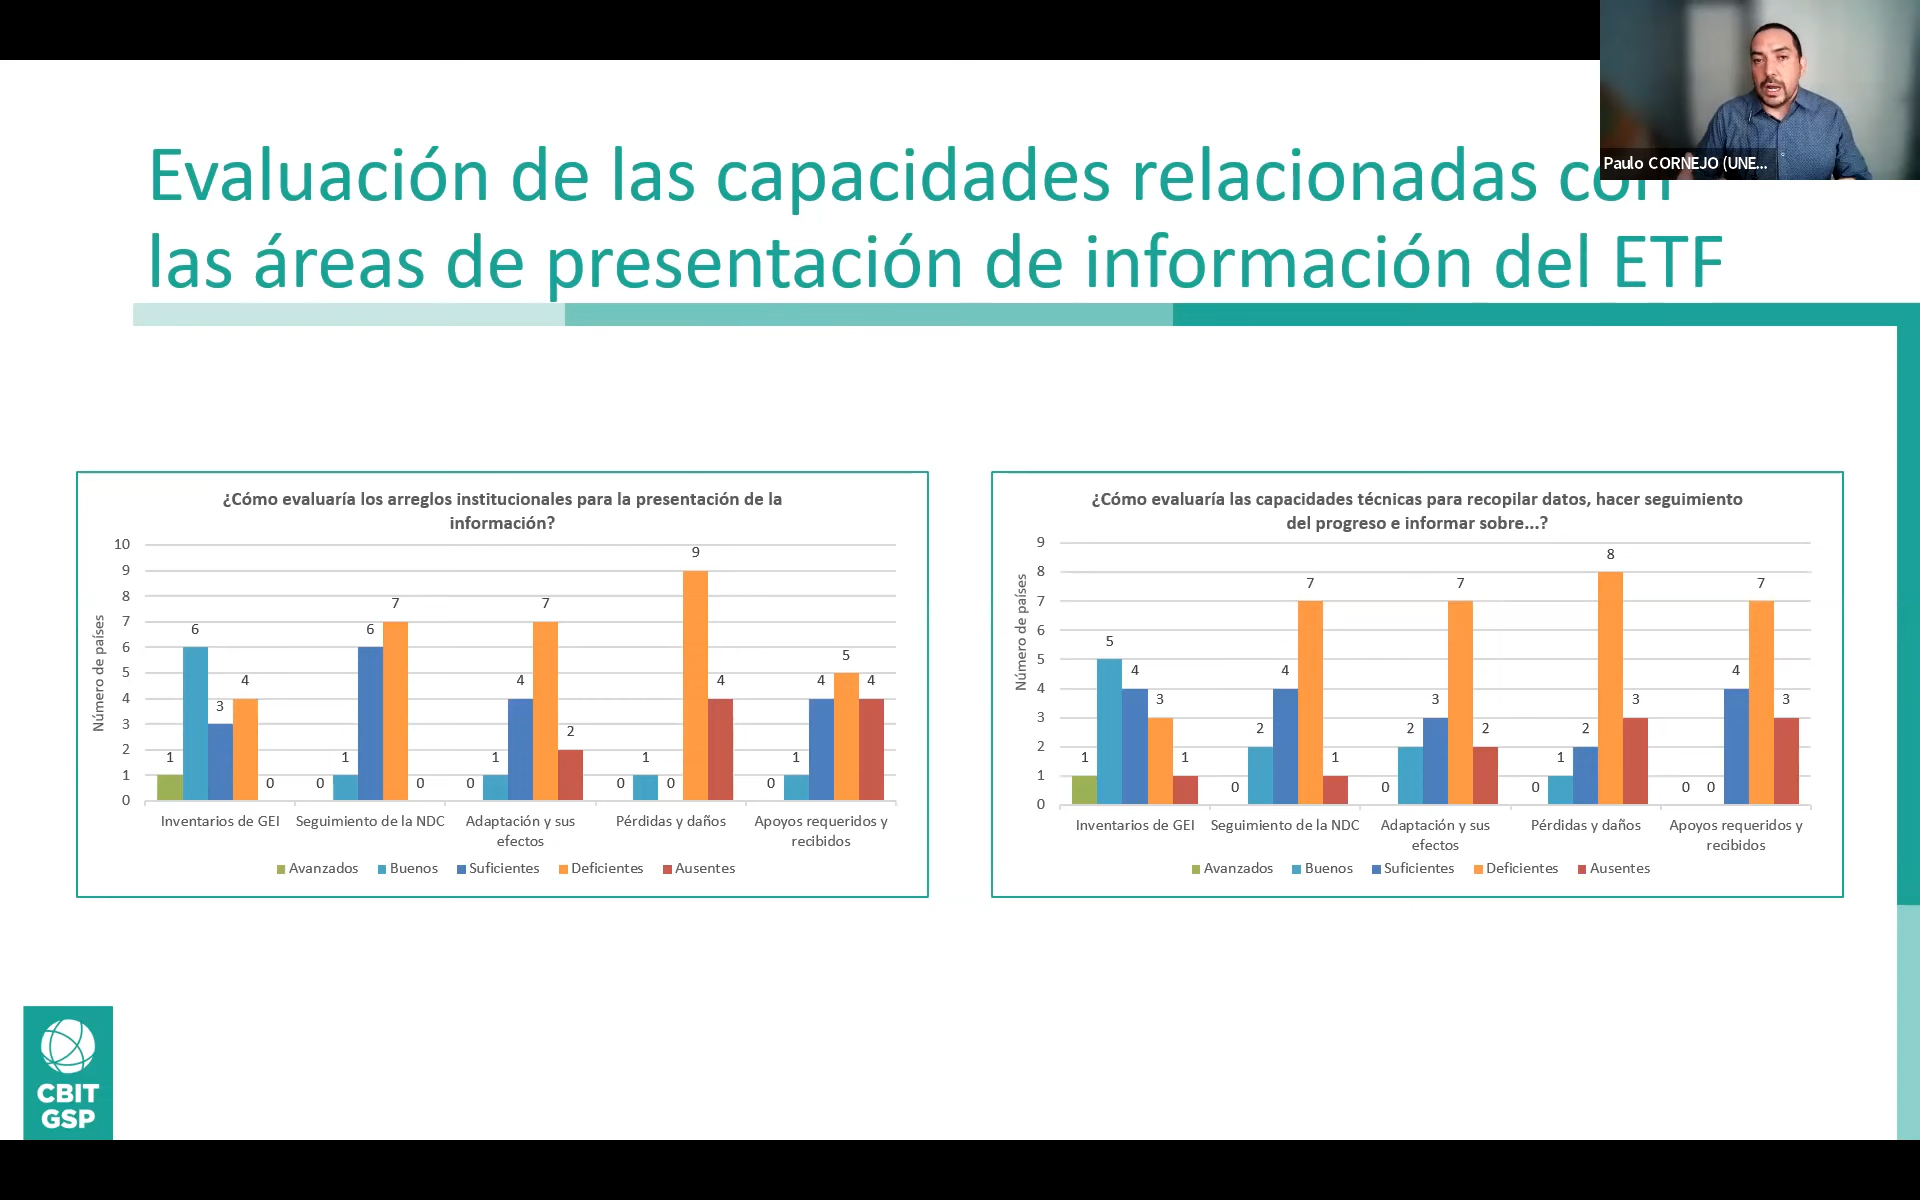 Paulo CORNEJO (UNE...
Evaluación de las capacidades relacionadas con
las áreas de presentación de información del ETF
¿Cómo evaluaría los arreglos institucionales para la presentación de la
información?
Número de países
10
9
8
7
6
5
4
3
2
1
0
1 6 3 4 0
0 1 6 7 0
0 1 4 7 2
0 1 0 9 4
0 1 4 5 4
Inventarios de GEI
Seguimiento de la NDC
Adaptación y sus
efectos
Pérdidas y daños
Apoyos requeridos y
recibidos
Avanzados Buenos Suficientes Deficientes Ausentes
¿Cómo evaluaría las capacidades técnicas para recopilar datos, hacer seguimiento
del progreso e informar sobre...?
Número de países
9
8
7
6
5
4
3
2
1
0
1 5 4 3 1
0 2 4 7 1
0 2 3 7 2
0 1 2 8 3
0 0 4 7 3
Inventarios de GEI
Seguimiento de la NDC
Adaptación y sus
efectos
Pérdidas y daños
Apoyos requeridos y
recibidos
Avanzados Buenos Suficientes Deficientes Ausentes
CBIT
GSP